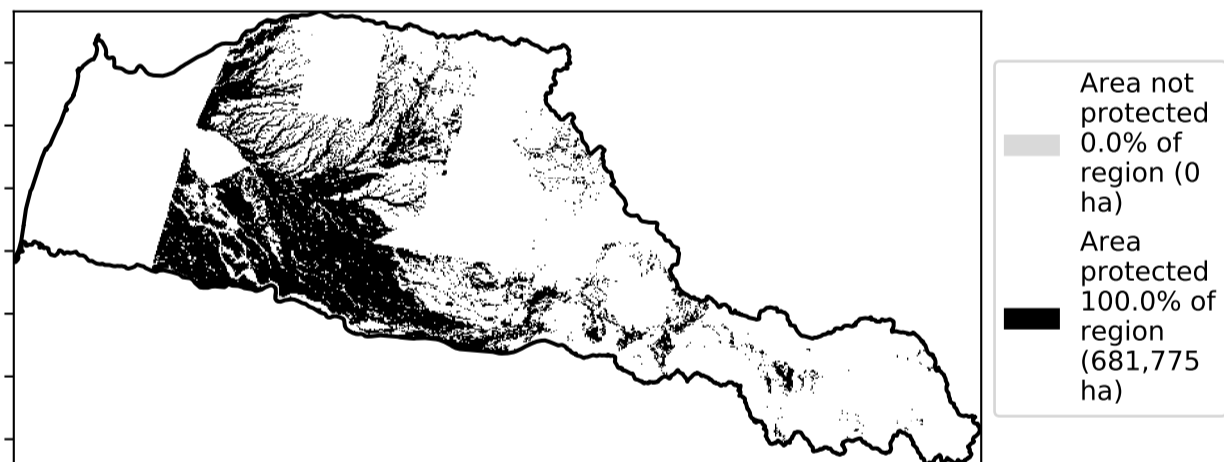 Area not
protected
0.0% of
region (0
ha)
Area
protected
100.0% of
region
(681,775
ha)